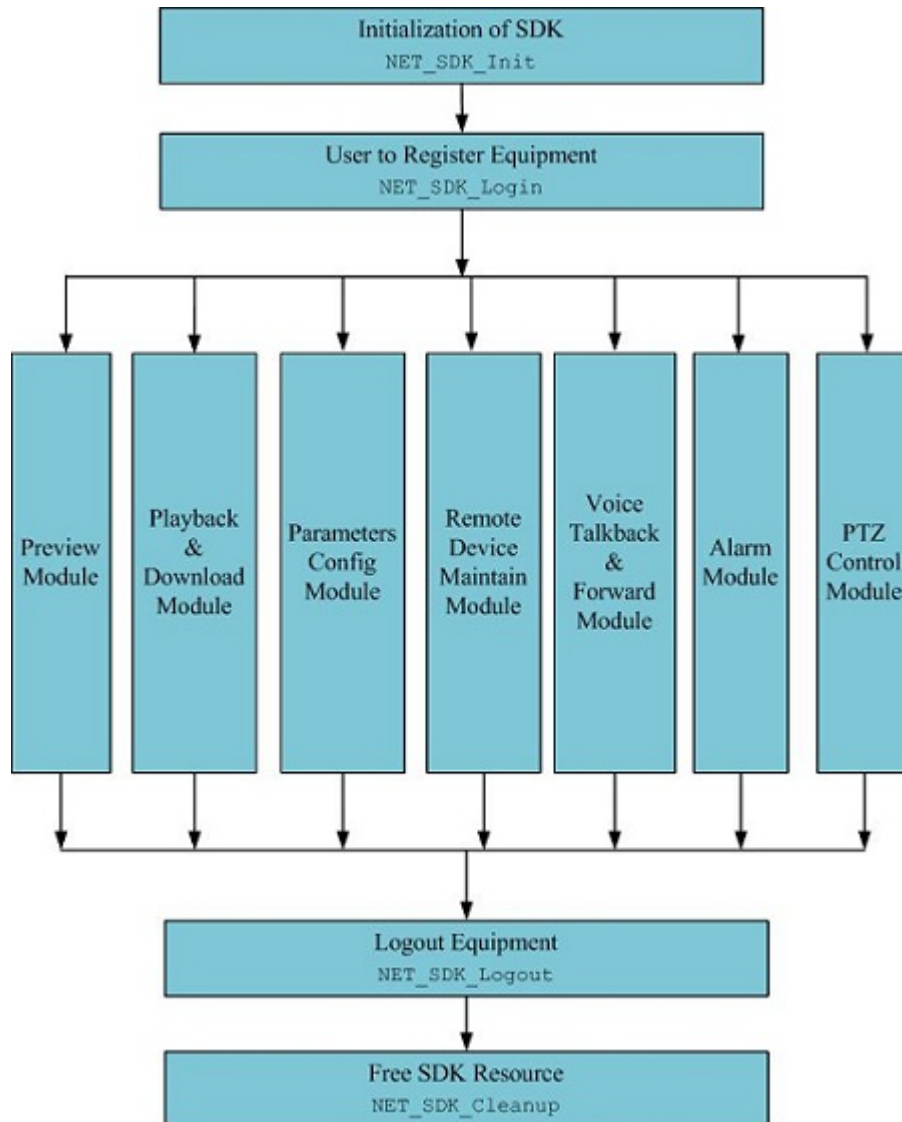 Initialization of SDK
NET_SDK_Init
User to Register Equipment
NET_SDK_Login
Preview
Module
Playback
&
Download
Module
Parameters
Config
Module
Remote
Device
Maintain
Module
Voice
Talkback
&
Forward
Module
Alarm
Module
PTZ
Control
Module
Logout Equipment
NET_SDK_Logout
Free SDK Resource
NET_SDK_Cleanup